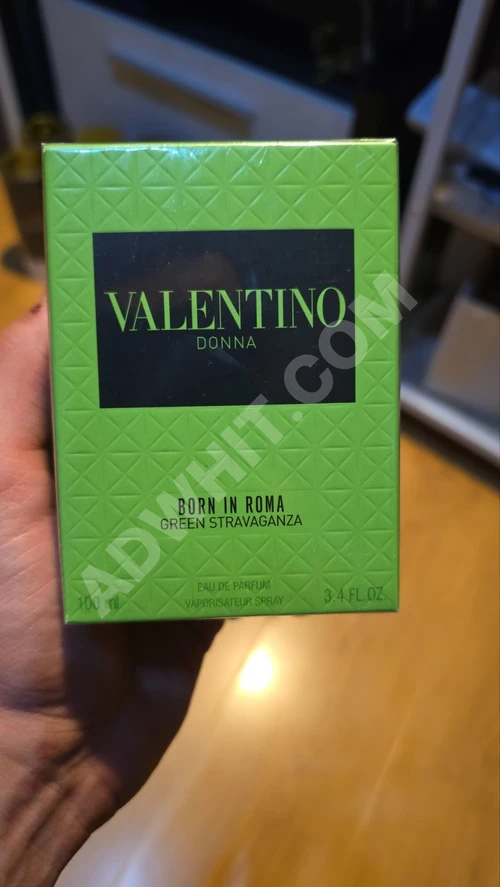 VALENTINO
DONNA
BORN IN ROMA
GREEN STRAVAGANZA
EAU DE PARFUM
100 ml VAPORISATEUR SPRAY 3.4 FL.OZ.
ADWHIT.COM